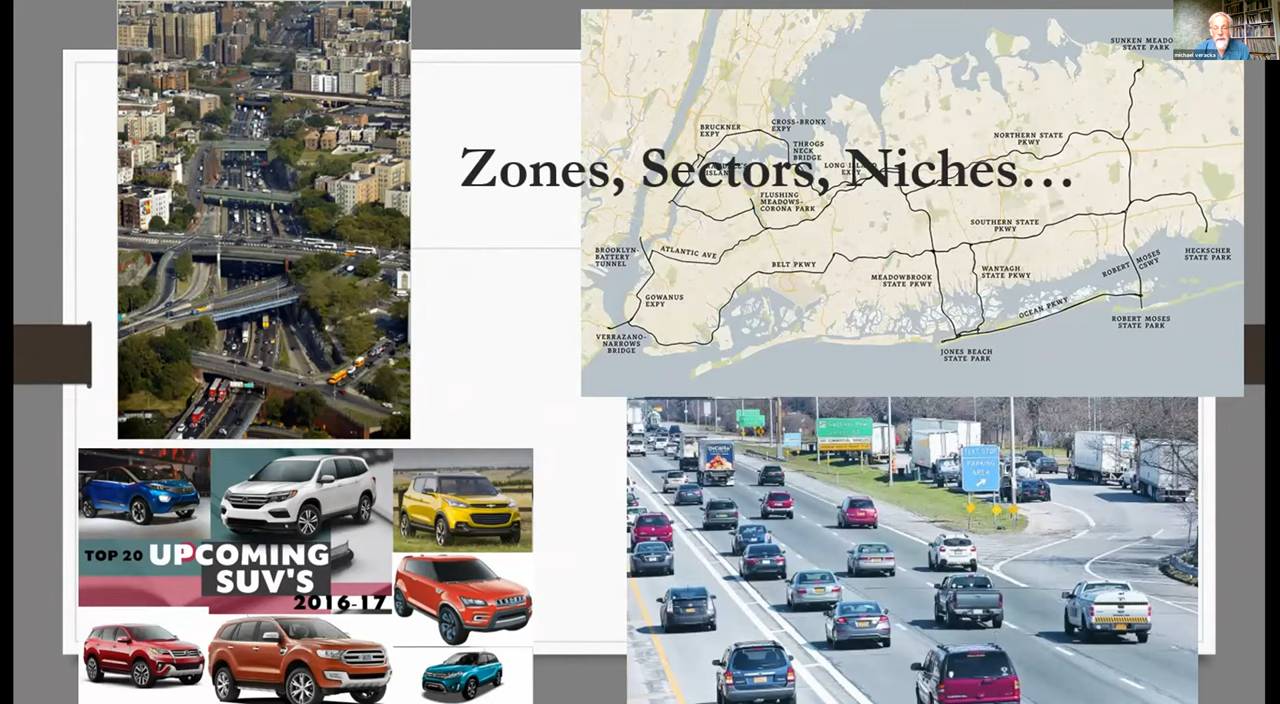 Zones, Sectors, Niches…
michael veracka
SUNKEN MEADO
STATE PARK
BRUCKNER
EXPY
CROSS-BRONX
EXPY
THROGS
NECK
BRIDGE
LONG ISLAND
EXPY
NORTHERN STATE
PKWY
FLUSHING
MEADOWS-
CORONA PARK
SOUTHERN STATE
PKWY
BROOKLYN-
BATTERY
TUNNEL
ATLANTIC AVE
BELT PKWY
MEADOWBROOK
STATE PKWY
WANTAGH
STATE PKWY
ROBERT MOSES
CSWY
HECKSCHER
STATE PARK
GOWANUS
EXPY
OCEAN PKWY
VERRAZANO-
NARROWS
BRIDGE
JONES BEACH
STATE PARK
ROBERT MOSES
STATE PARK
TOP 20 UPCOMING
SUV'S
2016-17
TEXT STOP
PARKING
AREA